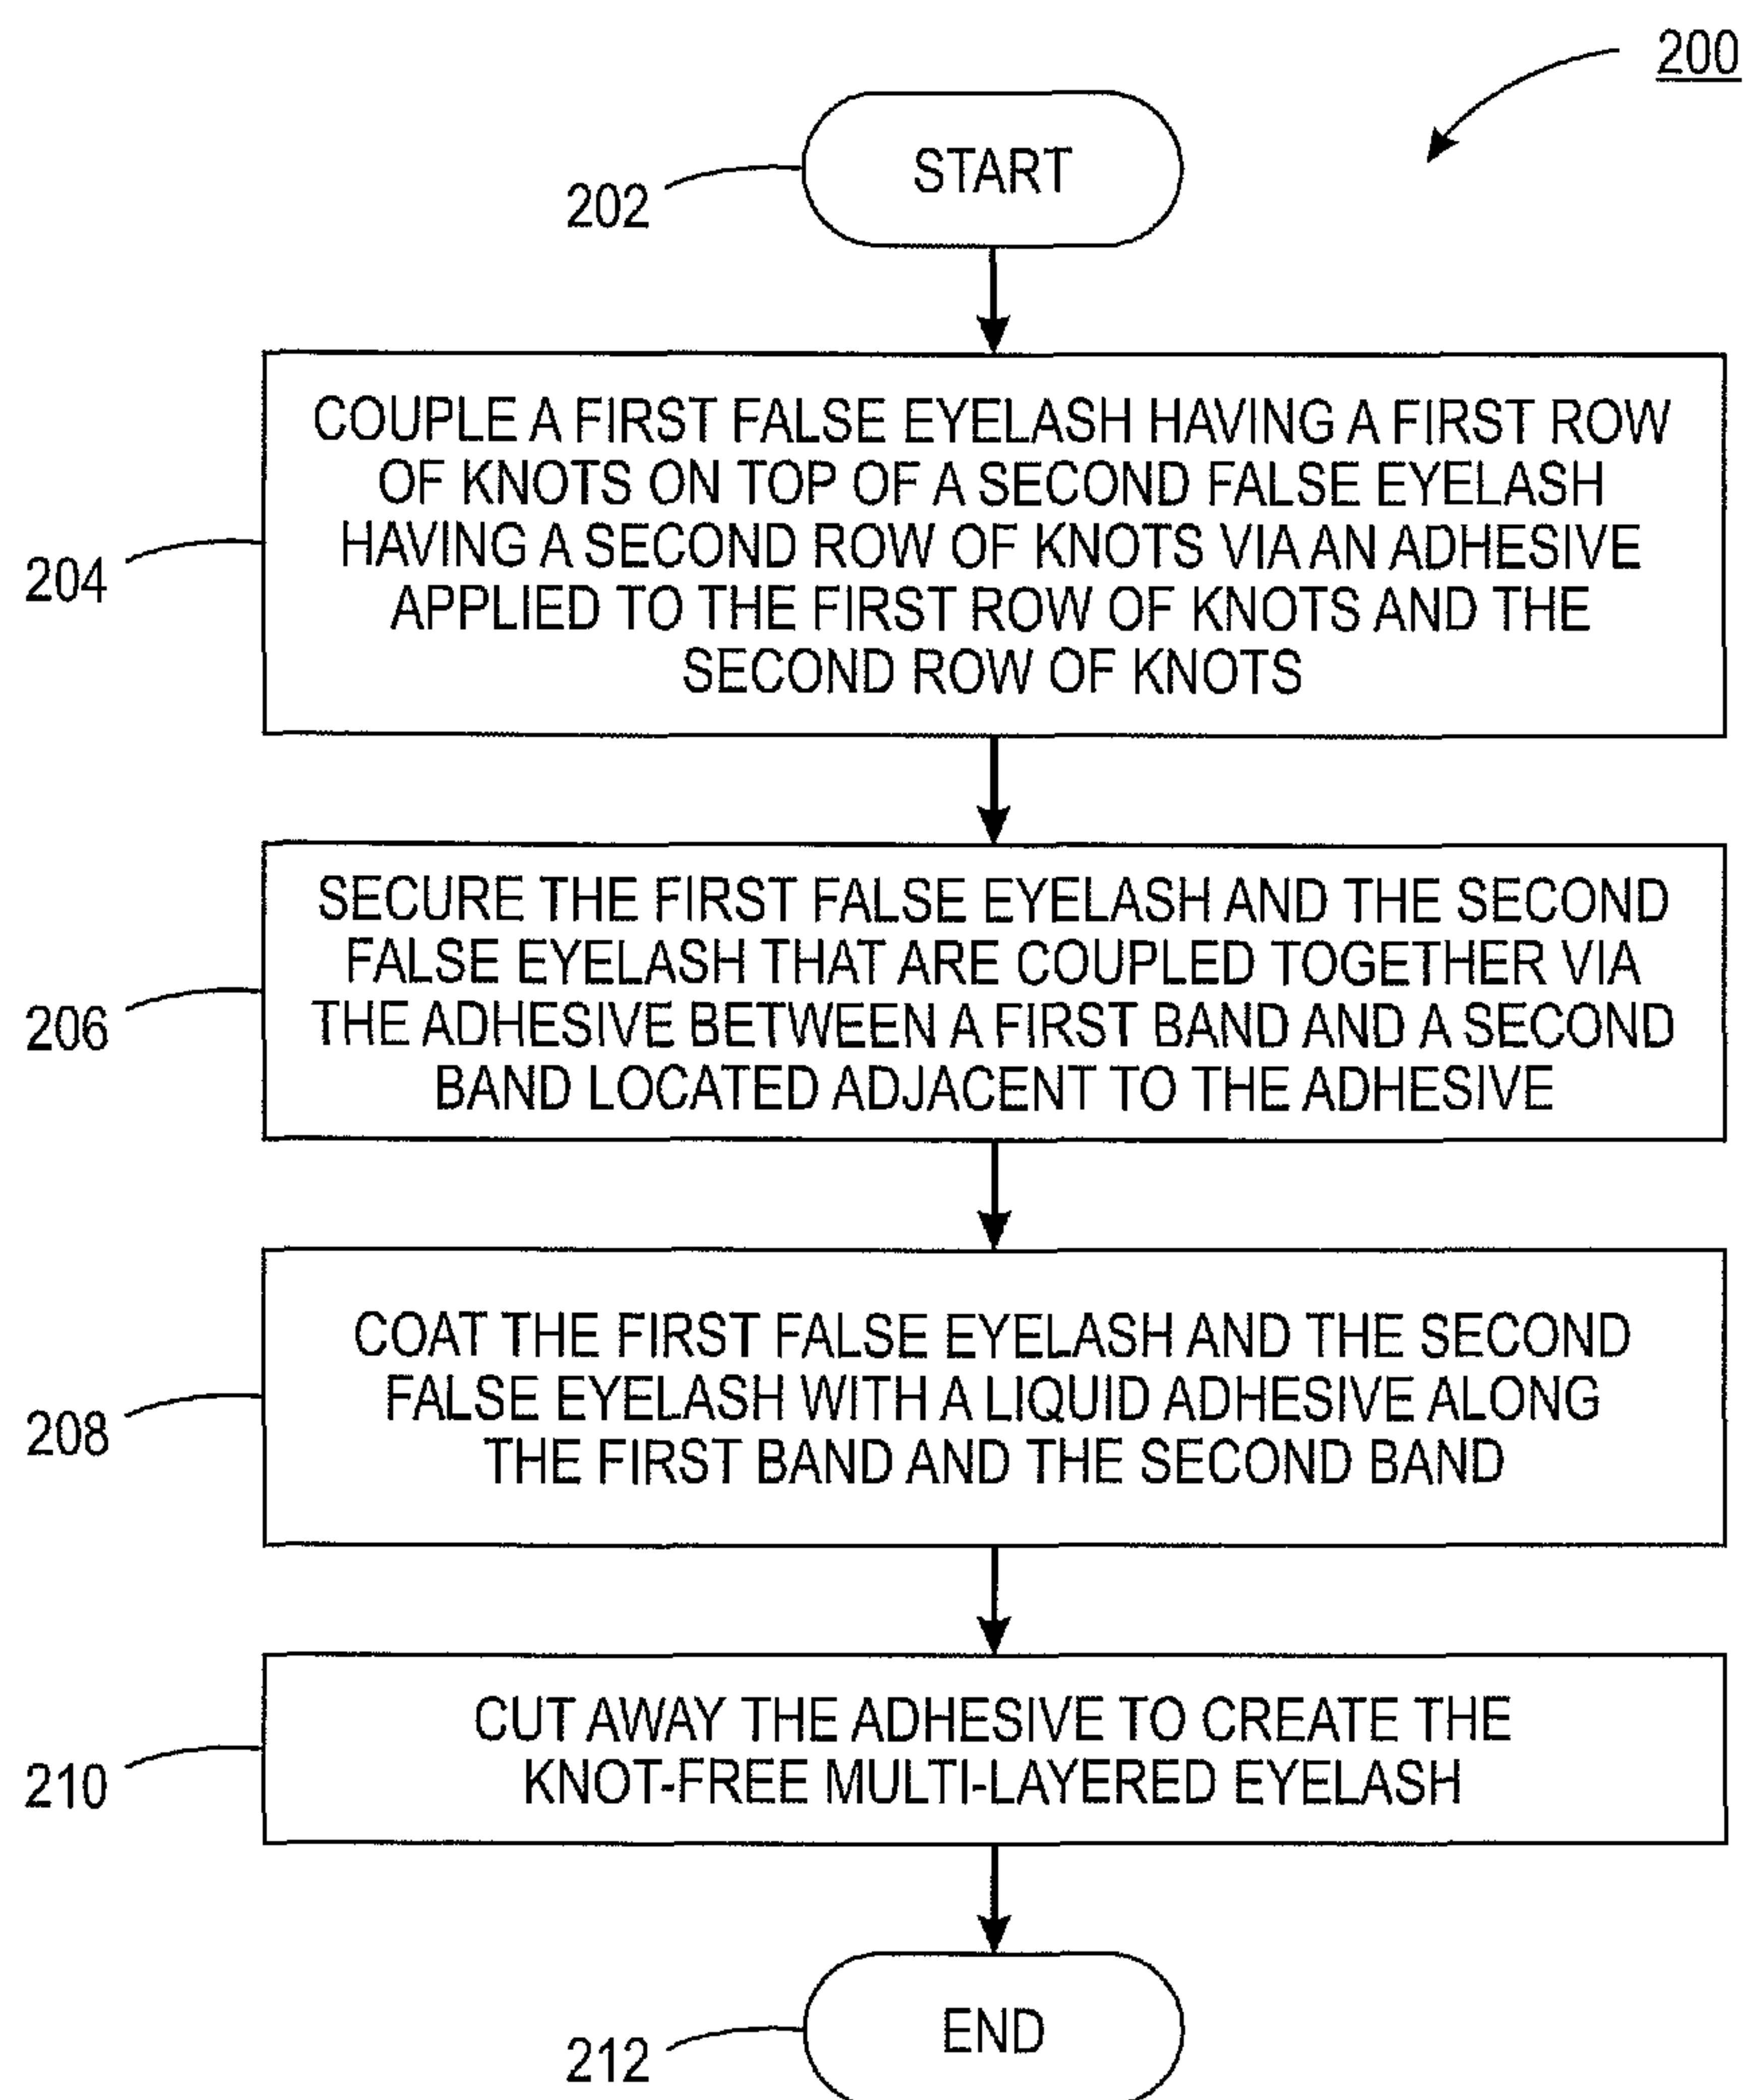 200
START
202
COUPLE A FIRST FALSE EYELASH HAVING A FIRST ROW
OF KNOTS ON TOP OF A SECOND FALSE EYELASH
HAVING A SECOND ROW OF KNOTS VIA AN ADHESIVE
APPLIED TO THE FIRST ROW OF KNOTS AND THE
SECOND ROW OF KNOTS
204
SECURE THE FIRST FALSE EYELASH AND THE SECOND
FALSE EYELASH THAT ARE COUPLED TOGETHER VIA
THE ADHESIVE BETWEEN A FIRST BAND AND A SECOND
BAND LOCATED ADJACENT TO THE ADHESIVE
206
COAT THE FIRST FALSE EYELASH AND THE SECOND
FALSE EYELASH WITH A LIQUID ADHESIVE ALONG
THE FIRST BAND AND THE SECOND BAND
208
CUT AWAY THE ADHESIVE TO CREATE THE
KNOT-FREE MULTI-LAYERED EYELASH
210
END
212